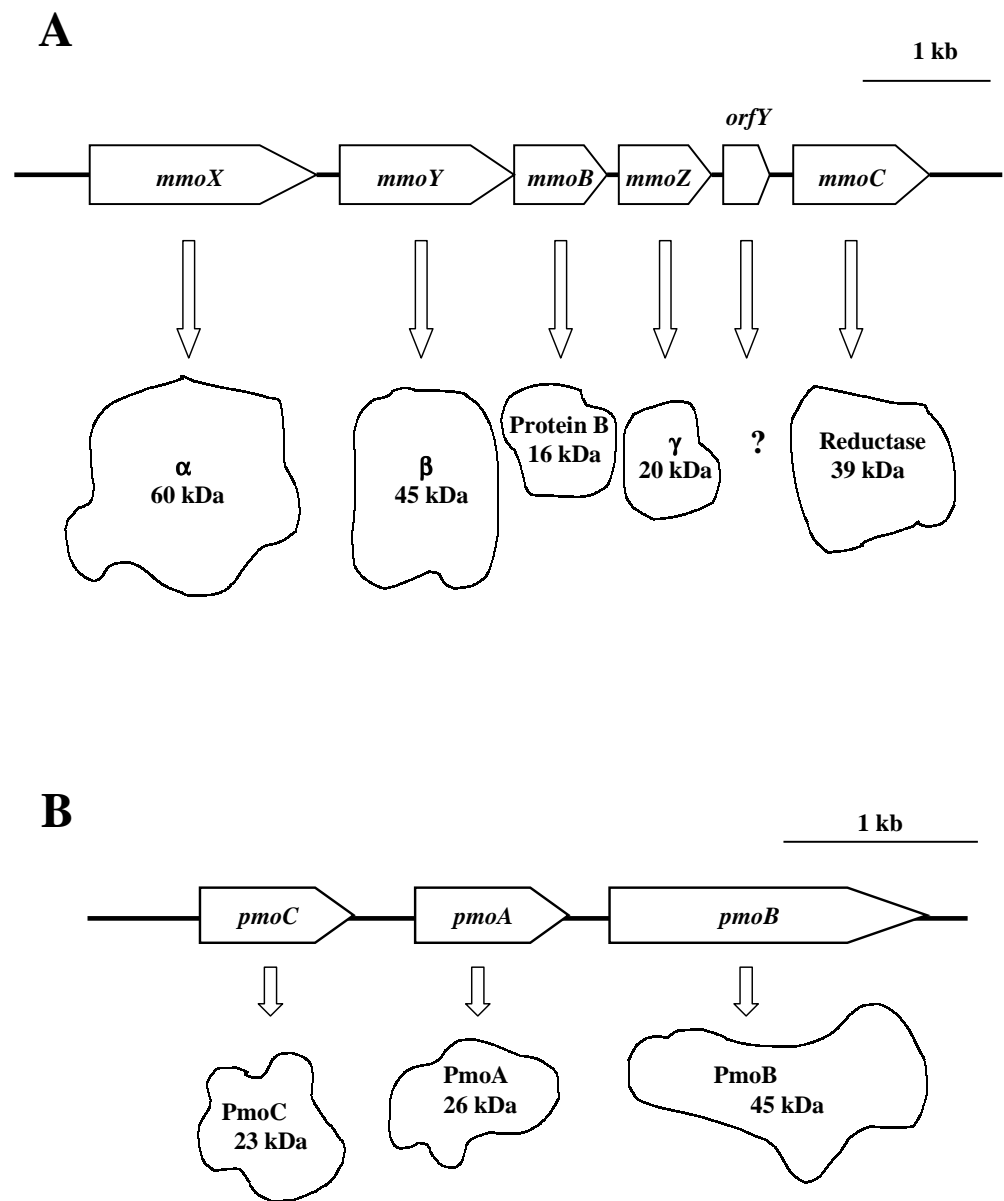 A
1 kb
orfY
mmoX mmoY mmoB mmoZ mmoC
α
60 kDa
β
45 kDa
Protein B
16 kDa
γ
20 kDa
?
Reductase
39 kDa
B
1 kb
pmoC pmoA pmoB
PmoC
23 kDa
PmoA
26 kDa
PmoB
45 kDa